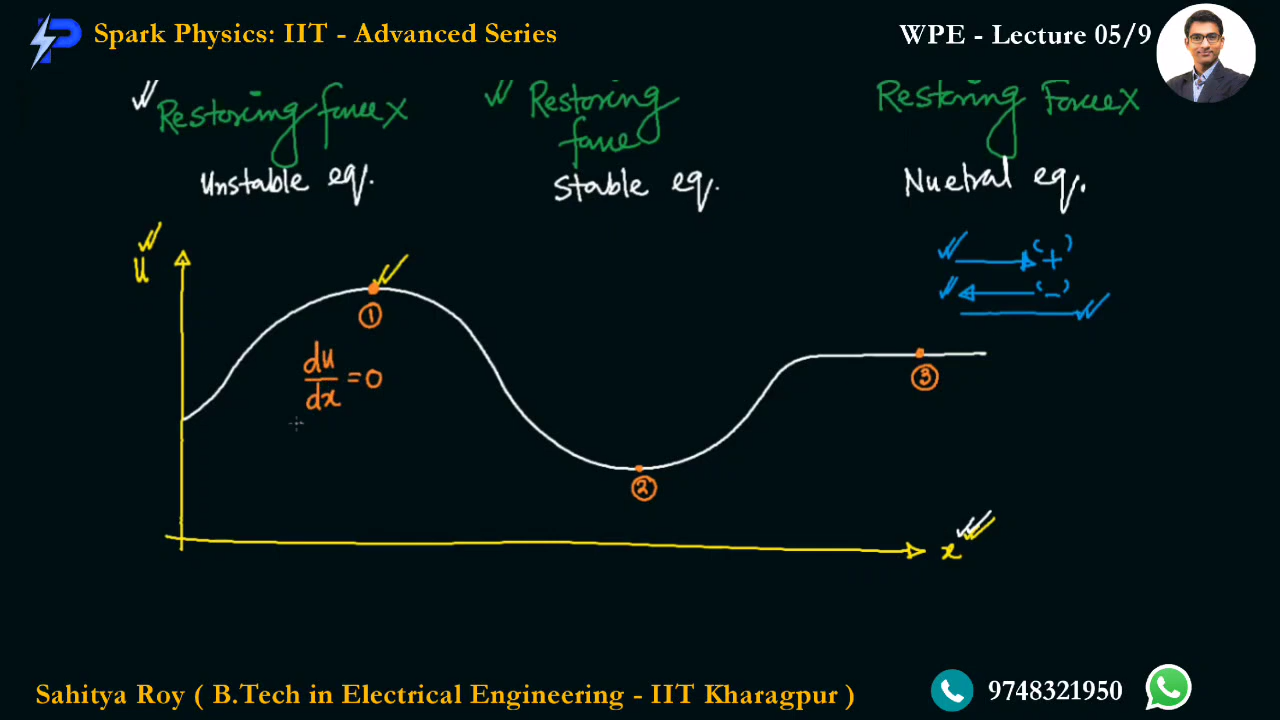 Spark Physics: IIT - Advanced Series
WPE - Lecture 05/9
Restoring force X
Restoring
force
Restoring Force X
Unstable eq.
Stable eq.
Nuetral eq.
(+)
(-)
U
①
du/dx = 0
③
②
x
Sahitya Roy ( B.Tech in Electrical Engineering - IIT Kharagpur )
9748321950